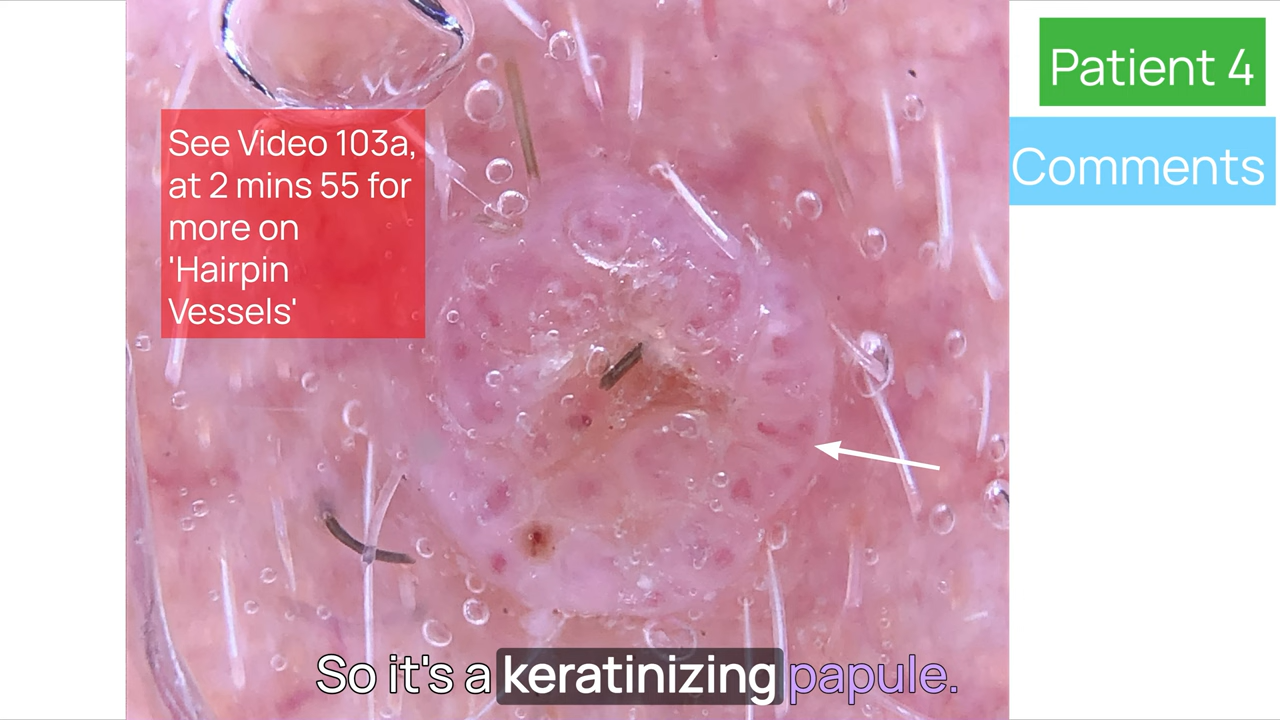 Patient 4
Comments
See Video 103a,
at 2 mins 55 for
more on
'Hairpin
Vessels'
So it's a keratinizing papule.